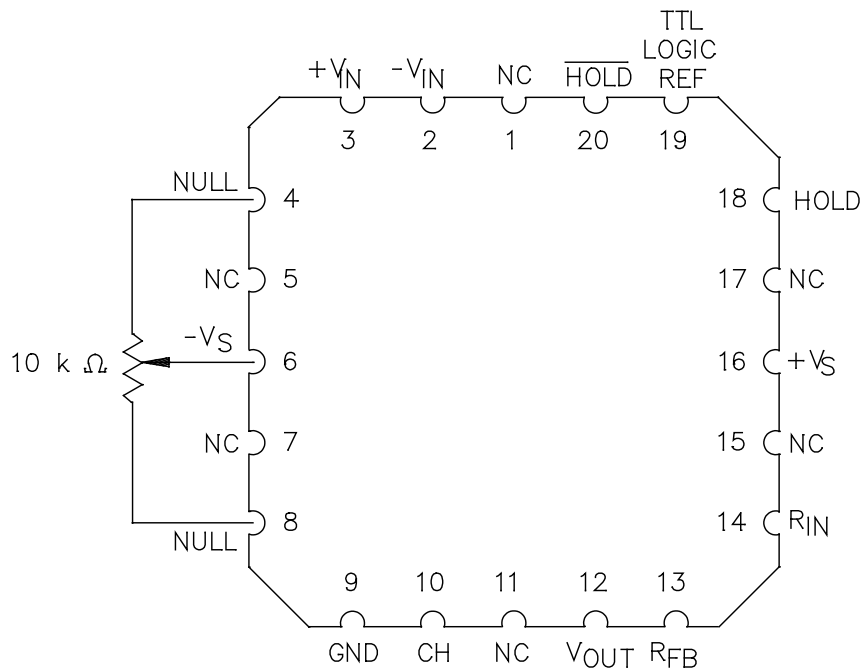 TTL
LOGIC
REF
+VIN -VIN NC HOLD
3 2 1 20 19
NULL 4 18 HOLD
NC 5 17 NC
10 k Ω -VS 6 16 +VS
NC 7 15 NC
NULL 8 14 RIN
9 10 11 12 13
GND CH NC VOUT RFB